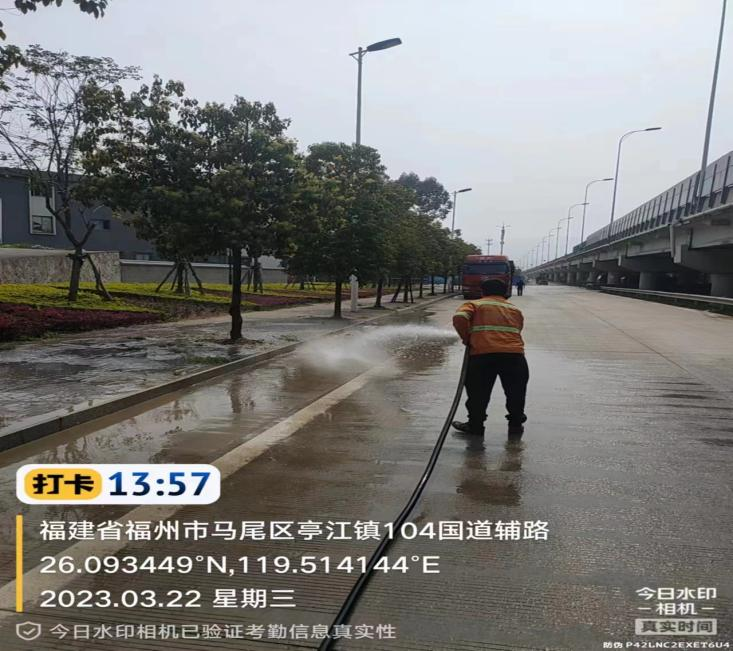 打卡 13:57
福建省福州市马尾区亭江镇104国道辅路
26.093449°N,119.514144°E
2023.03.22 星期三
今日水印相机已验证考勤信息真实性
今日水印
-相机-
真实时间
防伪 P42LNC2EXET6U4